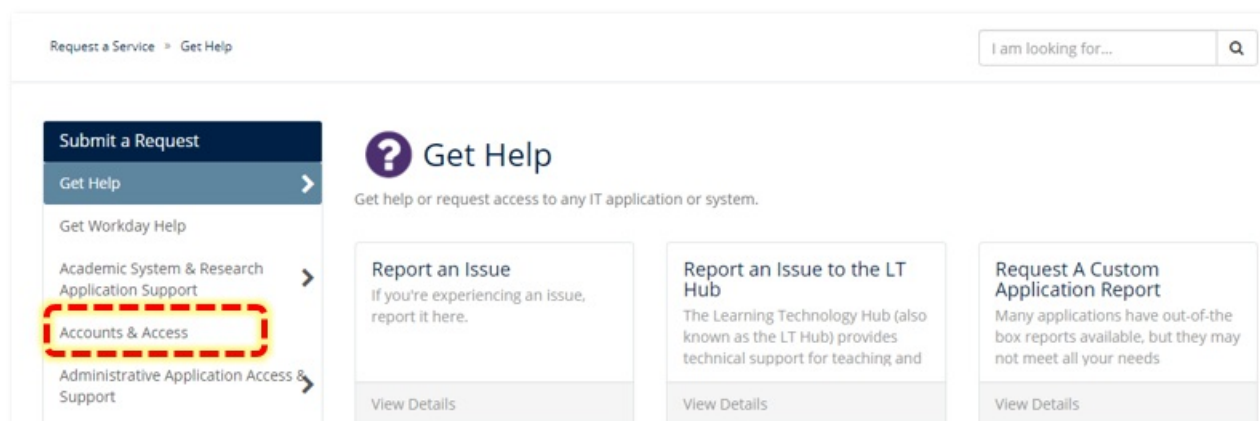 Request a Service » Get Help
I am looking for...
Submit a Request
Get Help
Get Workday Help
Academic System & Research
Application Support
Accounts & Access
Administrative Application Access &
Support
Get Help
Get help or request access to any IT application or system.
Report an Issue
If you're experiencing an issue,
report it here.
View Details
Report an Issue to the LT
Hub
The Learning Technology Hub (also
known as the LT Hub) provides
technical support for teaching and
View Details
Request A Custom
Application Report
Many applications have out-of-the
box reports available, but they may
not meet all your needs
View Details